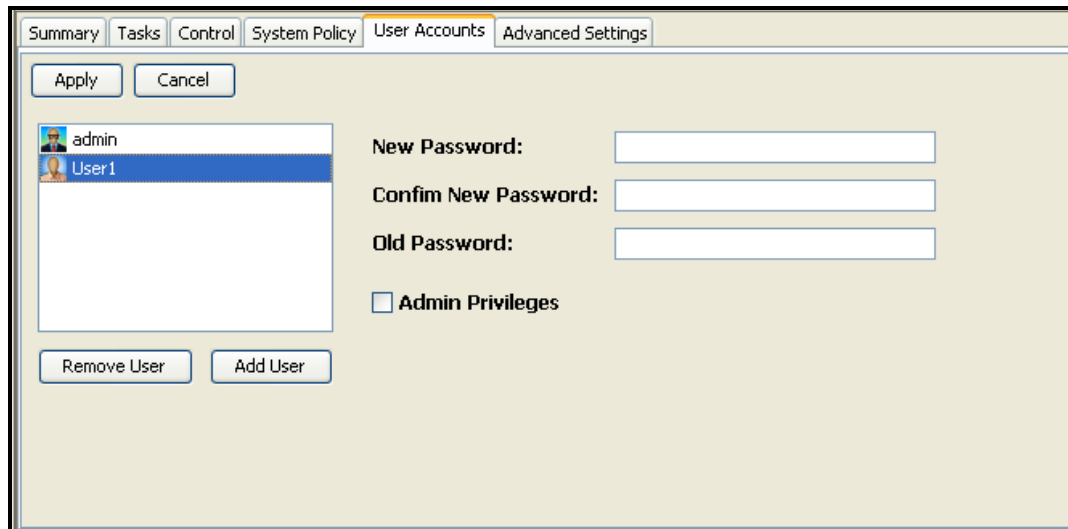 Summary Tasks Control System Policy User Accounts Advanced Settings
Apply Cancel
admin
User1
New Password:
Confim New Password:
Old Password:
Admin Privileges
Remove User Add User